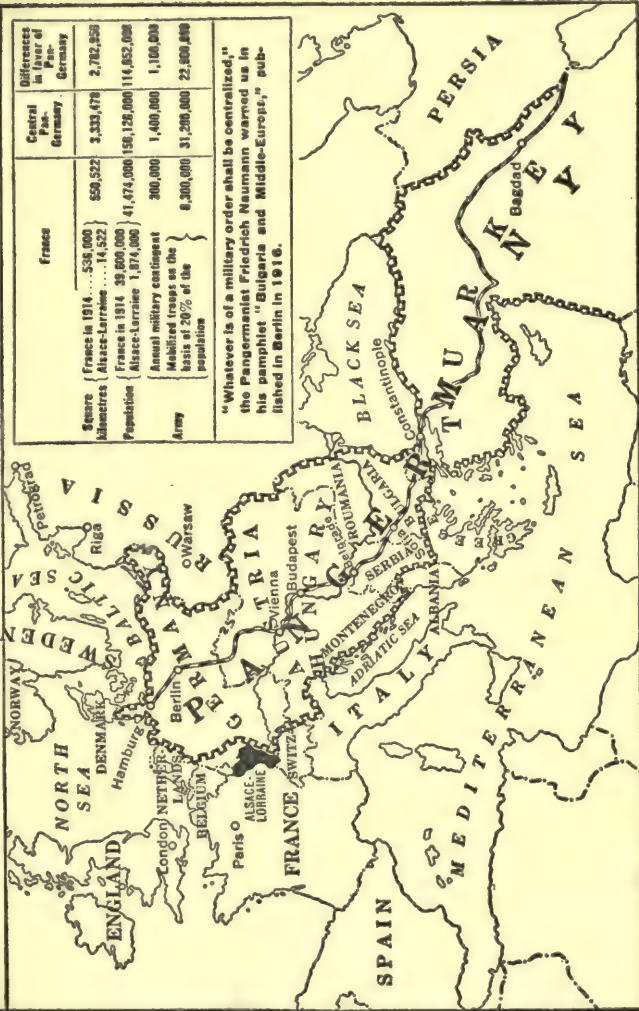 France
Central Pan-Germany
Differences in favor of Pan-Germany
Square kilometres { France in 1914.....536,000 } 550,522 3,333,478 2,782,956
{ Alsace-Lorraine.....14,522 }
Population { France in 1914 39,600,000 } 41,474,000 150,126,000 114,652,000
{ Alsace-Lorraine 1,874,000 }
Army { Annual military contingent 300,000 1,400,000 1,100,000
Mobilized troops on the basis of 20% of the population } 8,300,000 31,200,000 22,900,000
"Whatever is of a military order shall be centralized,"
the Pangermanist Friedrich Naumann warned us in
his pamphlet "Bulgaria and Middle-Europe," pub-
lished in Berlin in 1916.
NORWAY
SWEDEN
Petrograd
Riga
RUSSIA
Warsaw
BALTIC SEA
NORTH SEA
DENMARK
Hamburg
ENGLAND
London
NETHERLANDS
BELGIUM
Berlin
GERMANY
PAN GERMANY
ALSACE-LORRAINE
Paris
FRANCE
SWITZ
AUSTRIA
Vienna
Budapest
HUNGARY
ROUMANIA
Belgrade
SERBIA
BULGARIA
MONTENEGRO
ALBANIA
ADRIATIC SEA
ITALY
GREECE
BLACK SEA
Constantinople
TURKEY
Bagdad
PERSIA
SPAIN
MEDITERRANEAN SEA